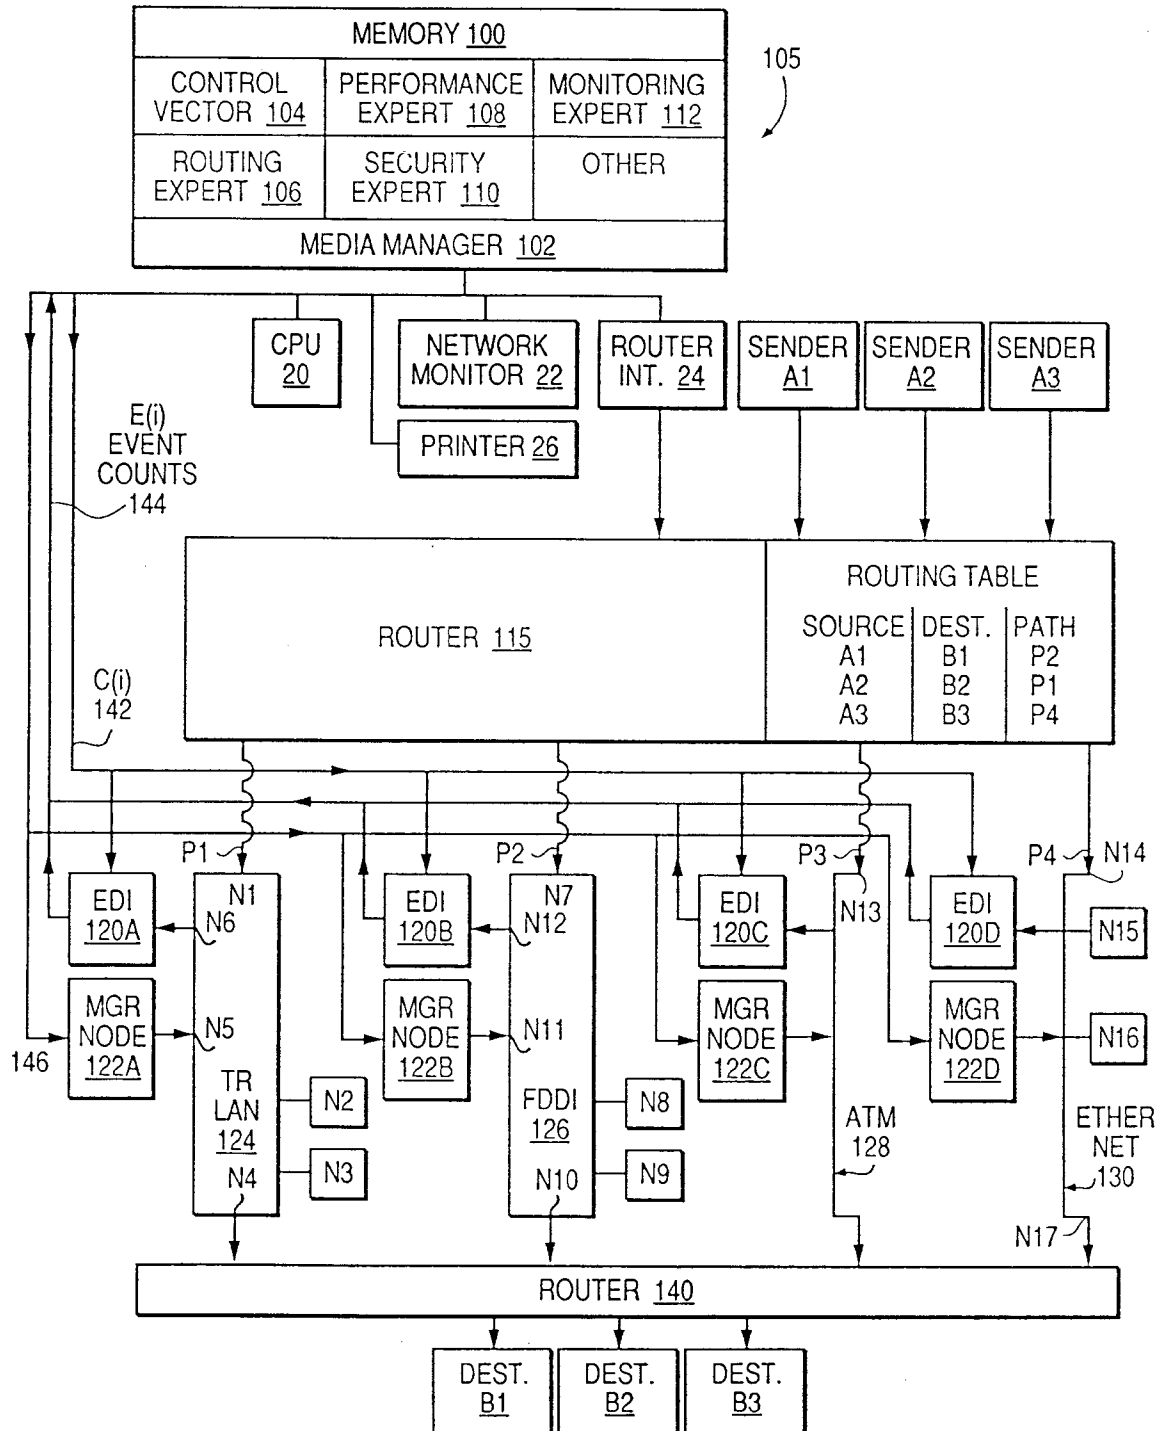 MEMORY 100
105
CONTROL
VECTOR 104
PERFORMANCE
EXPERT 108
MONITORING
EXPERT 112
ROUTING
EXPERT 106
SECURITY
EXPERT 110
OTHER
MEDIA MANAGER 102
CPU
20
NETWORK
MONITOR 22
ROUTER
INT. 24
SENDER
A1
SENDER
A2
SENDER
A3
PRINTER 26
E(i)
EVENT
COUNTS
144
ROUTER 115
ROUTING TABLE
SOURCE DEST. PATH
A1 B1 P2
A2 B2 P1
A3 B3 P4
C(i)
142
P1
P2
P3
P4
N14
EDI
120A
N1
N6
EDI
120B
N7
N12
EDI
120C
N13
EDI
120D
N15
MGR
NODE
122A
146
N5
MGR
NODE
122B
N11
MGR
NODE
122C
MGR
NODE
122D
N16
TR
LAN
124
N2
N3
N4
FDDI
126
N8
N9
N10
ATM
128
ETHER
NET
130
N17
ROUTER 140
DEST.
B1
DEST.
B2
DEST.
B3